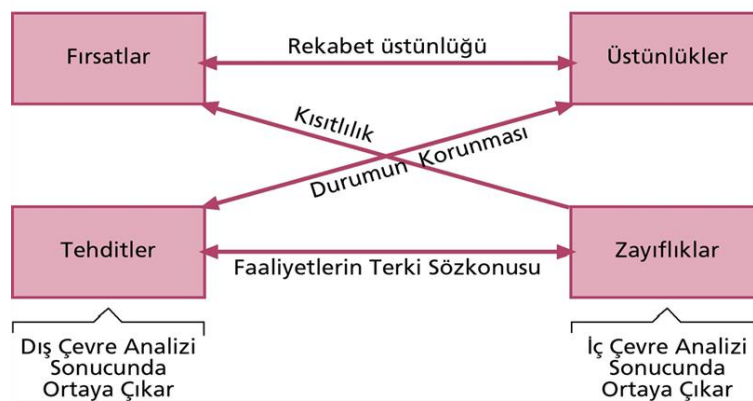 Fırsatlar
Rekabet üstünlüğü
Üstünlükler
Kısıtlılık
Durumun Korunması
Tehditler
Faaliyetlerin Terki Sözkonusu
Zayıflıklar
Dış Çevre Analizi
Sonucunda
Ortaya Çıkar
İç Çevre Analizi
Sonucunda
Ortaya Çıkar